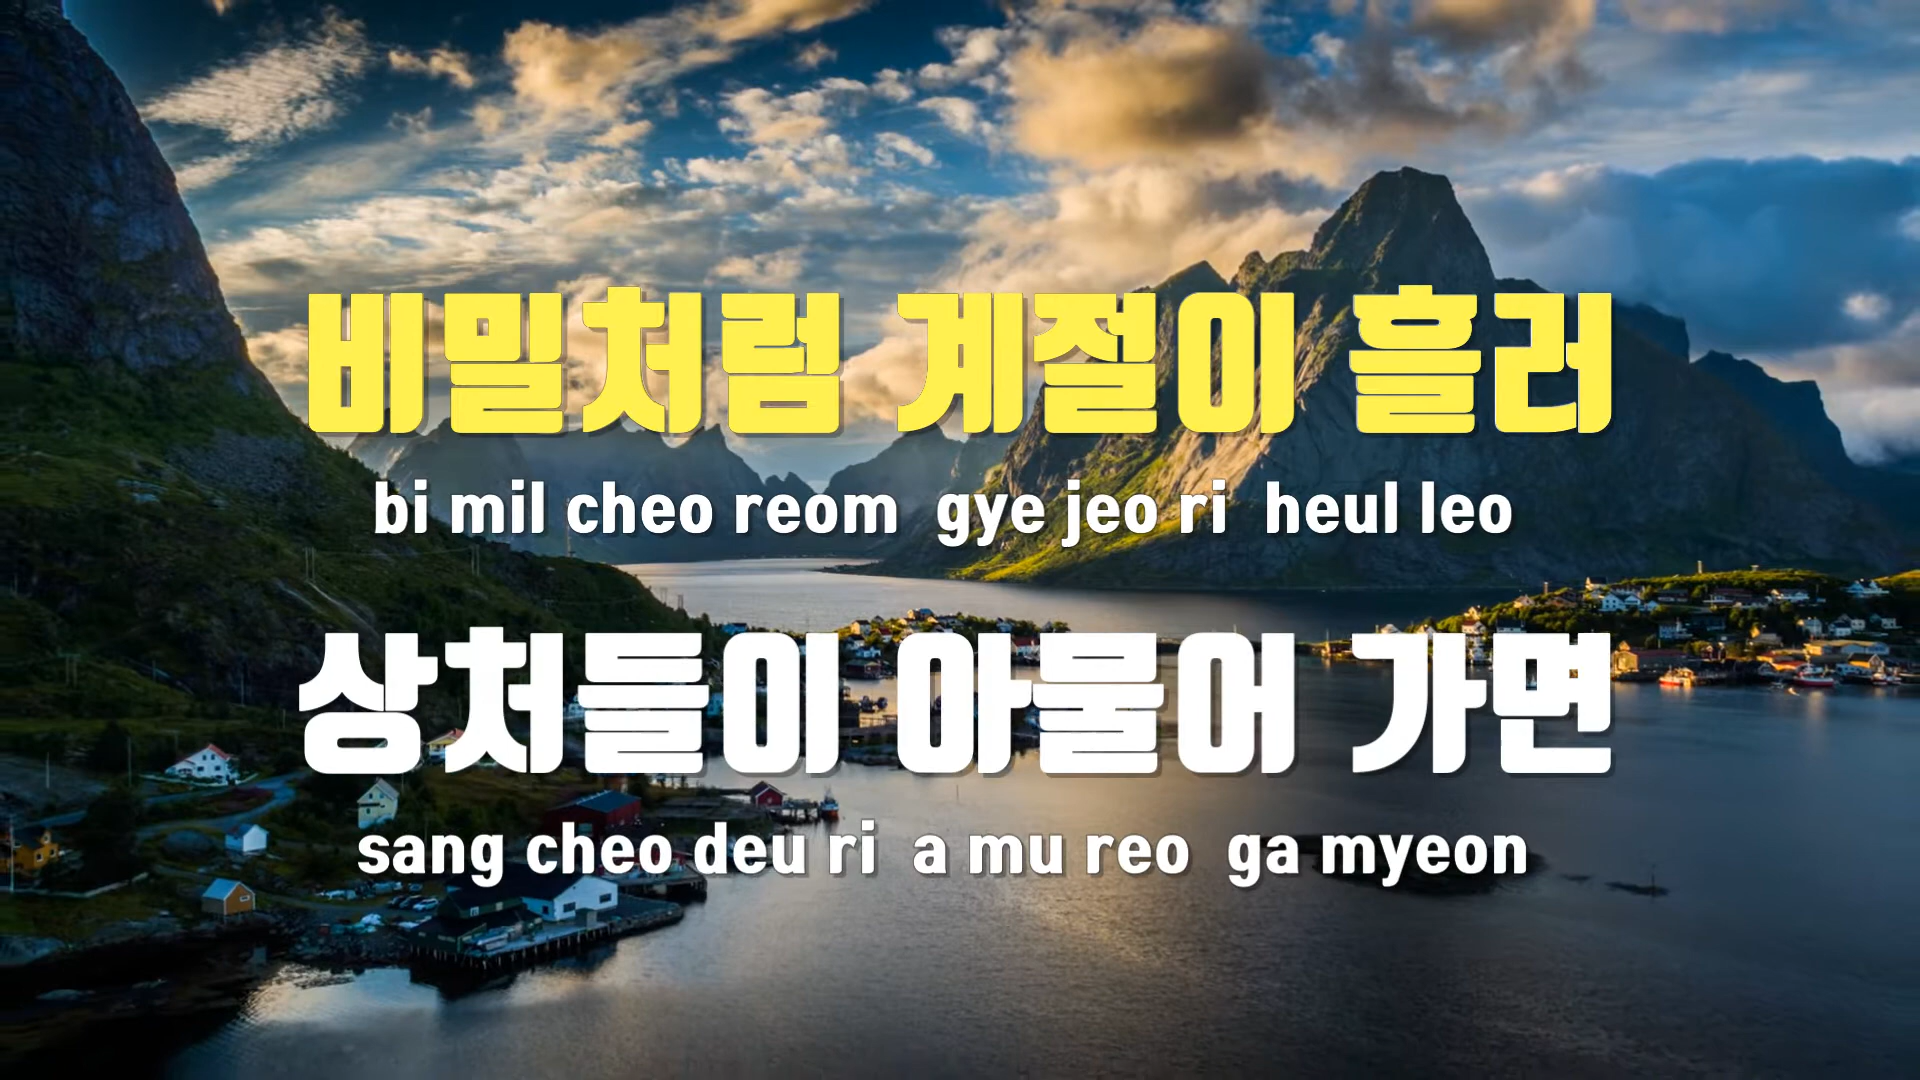 비밀처럼 계절이 흘러
bi mil cheo reom gye jeo ri heul leo
상처들이 아물어 가면
sang cheo deu ri a mu reo ga myeon